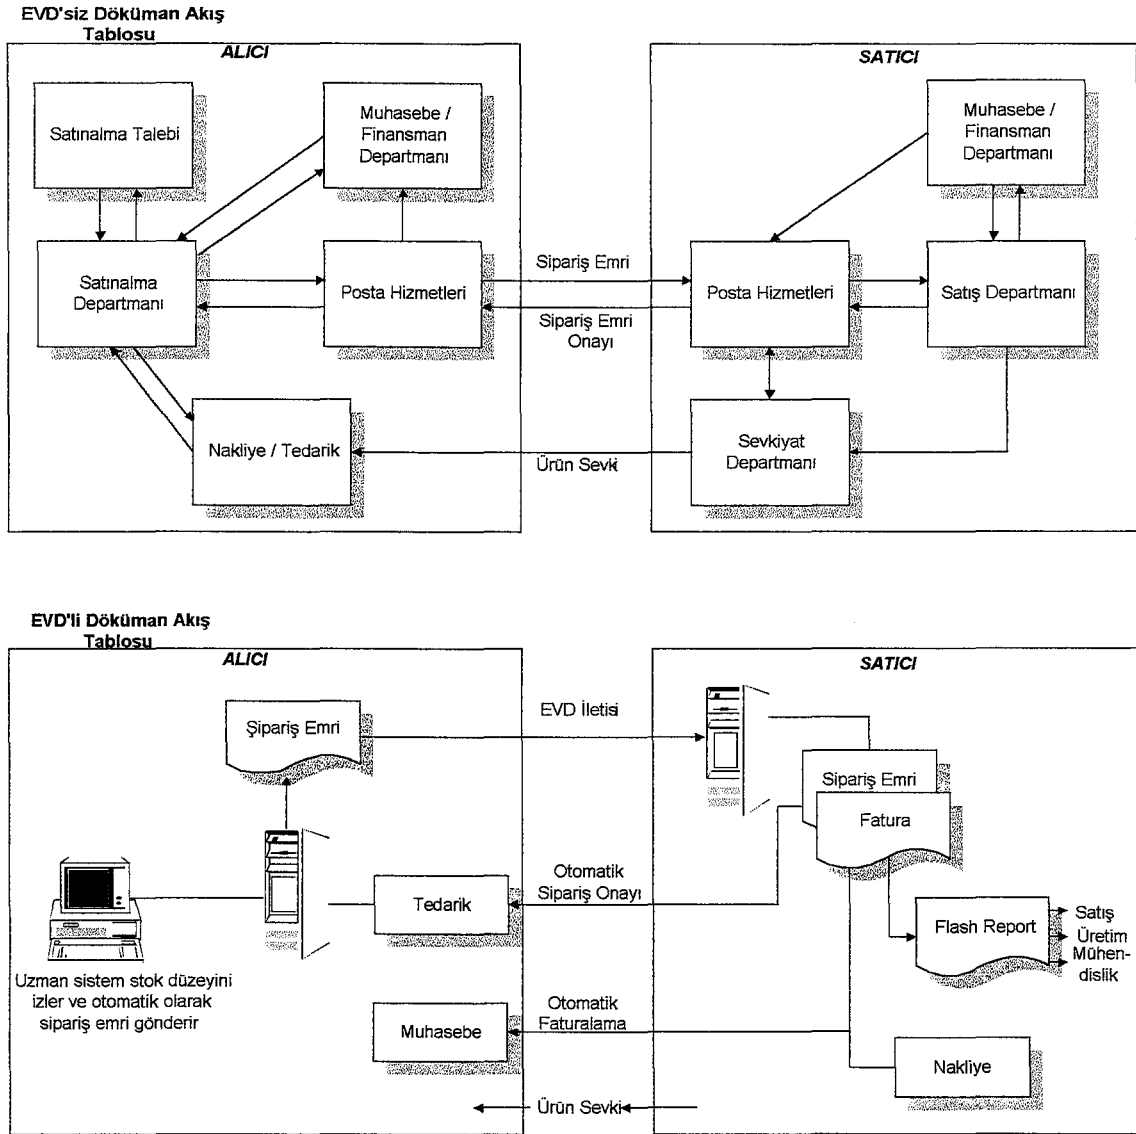 EVD'siz Döküman Akış
Tablosu
ALICI
SATICI
Satınalma Talebi
Muhasebe /
Finansman
Departmanı
Muhasebe /
Finansman
Departmanı
Satınalma
Departmanı
Posta Hizmetleri
Sipariş Emri
Sipariş Emri
Onayı
Posta Hizmetleri
Satış Departmanı
Nakliye / Tedarik
Ürün Sevki
Sevkiyat
Departmanı
EVD'li Döküman Akış
Tablosu
ALICI
SATICI
Şipariş Emri
EVD İletisi
Sipariş Emri
Fatura
Otomatik
Sipariş Onayı
Tedarik
Flash Report
Satış
Üretim
Mühen-
dislik
Uzman sistem stok düzeyini
izler ve otomatik olarak
sipariş emri gönderir
Muhasebe
Otomatik
Faturalama
Nakliye
Ürün Sevki